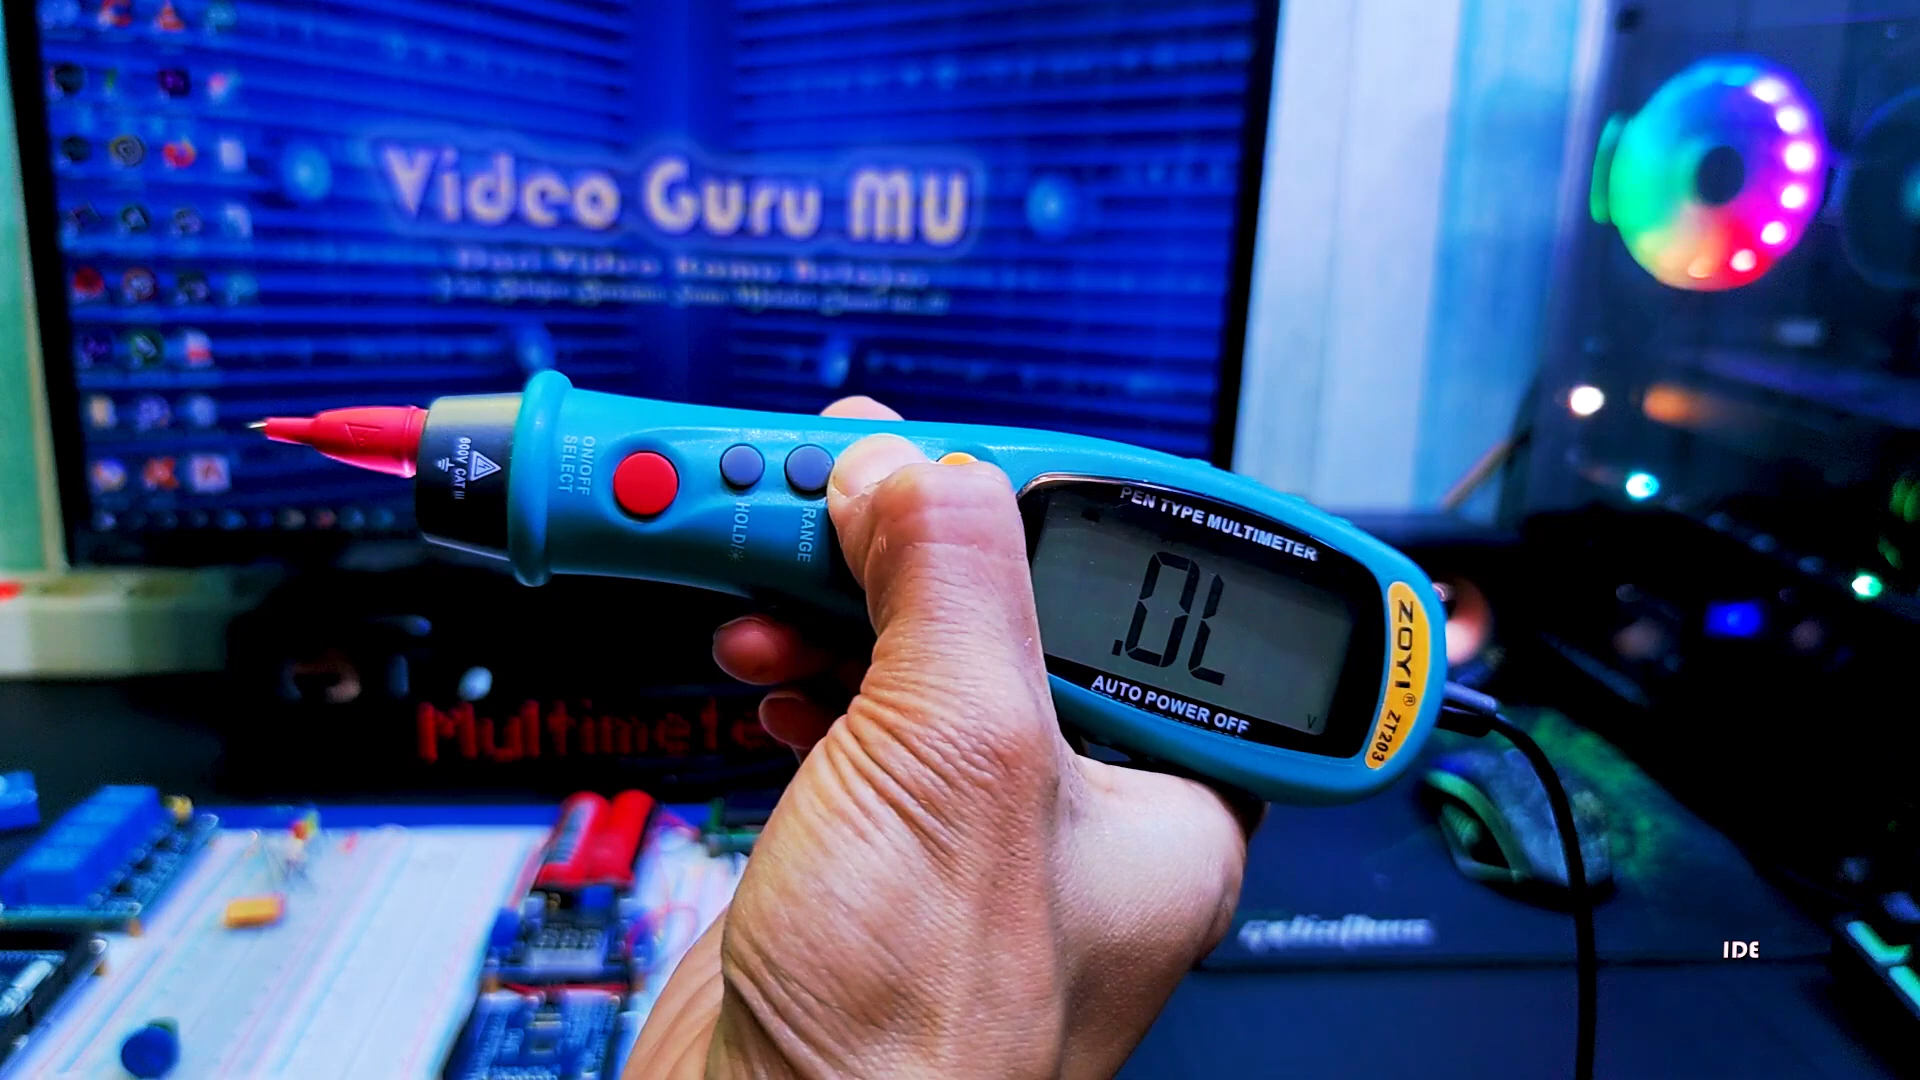 Video Guru MU
600V CAT III
ON/OFF
SELECT
HOLD/☀
RANGE
PEN TYPE MULTIMETER
.0L
V
AUTO POWER OFF
ZOYI® ZT203
IDE